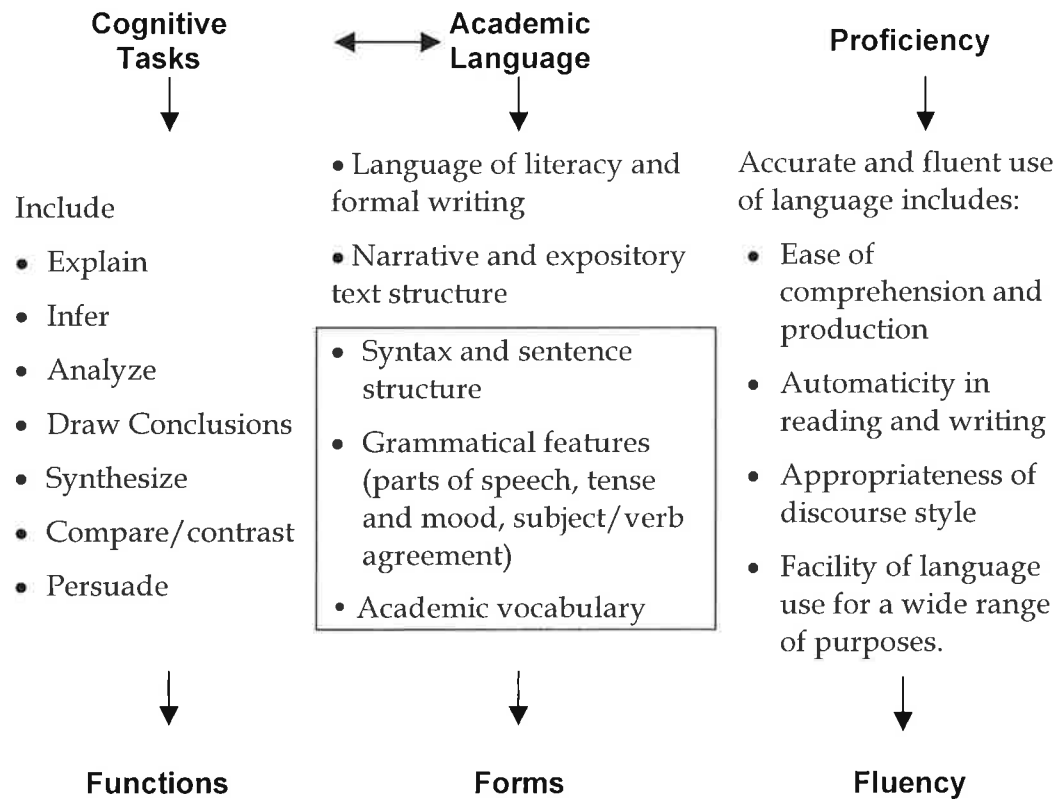 Cognitive
Tasks
Include
• Explain
• Infer
• Analyze
• Draw Conclusions
• Synthesize
• Compare/contrast
• Persuade
Functions
Academic
Language
• Language of literacy and
formal writing
• Narrative and expository
text structure
• Syntax and sentence
structure
• Grammatical features
(parts of speech, tense
and mood, subject/verb
agreement)
• Academic vocabulary
Forms
Proficiency
Accurate and fluent use
of language includes:
• Ease of
comprehension and
production
• Automaticity in
reading and writing
• Appropriateness of
discourse style
• Facility of language
use for a wide range
of purposes.
Fluency